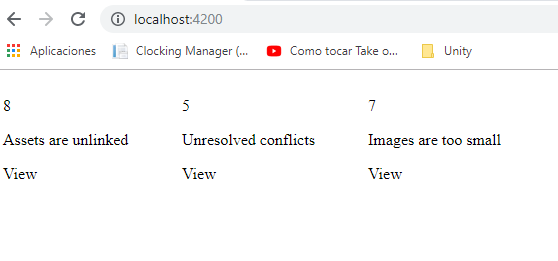 localhost:4200
Aplicaciones Clocking Manager (... Como tocar Take o... Unity
8 5 7
Assets are unlinked Unresolved conflicts Images are too small
View View View